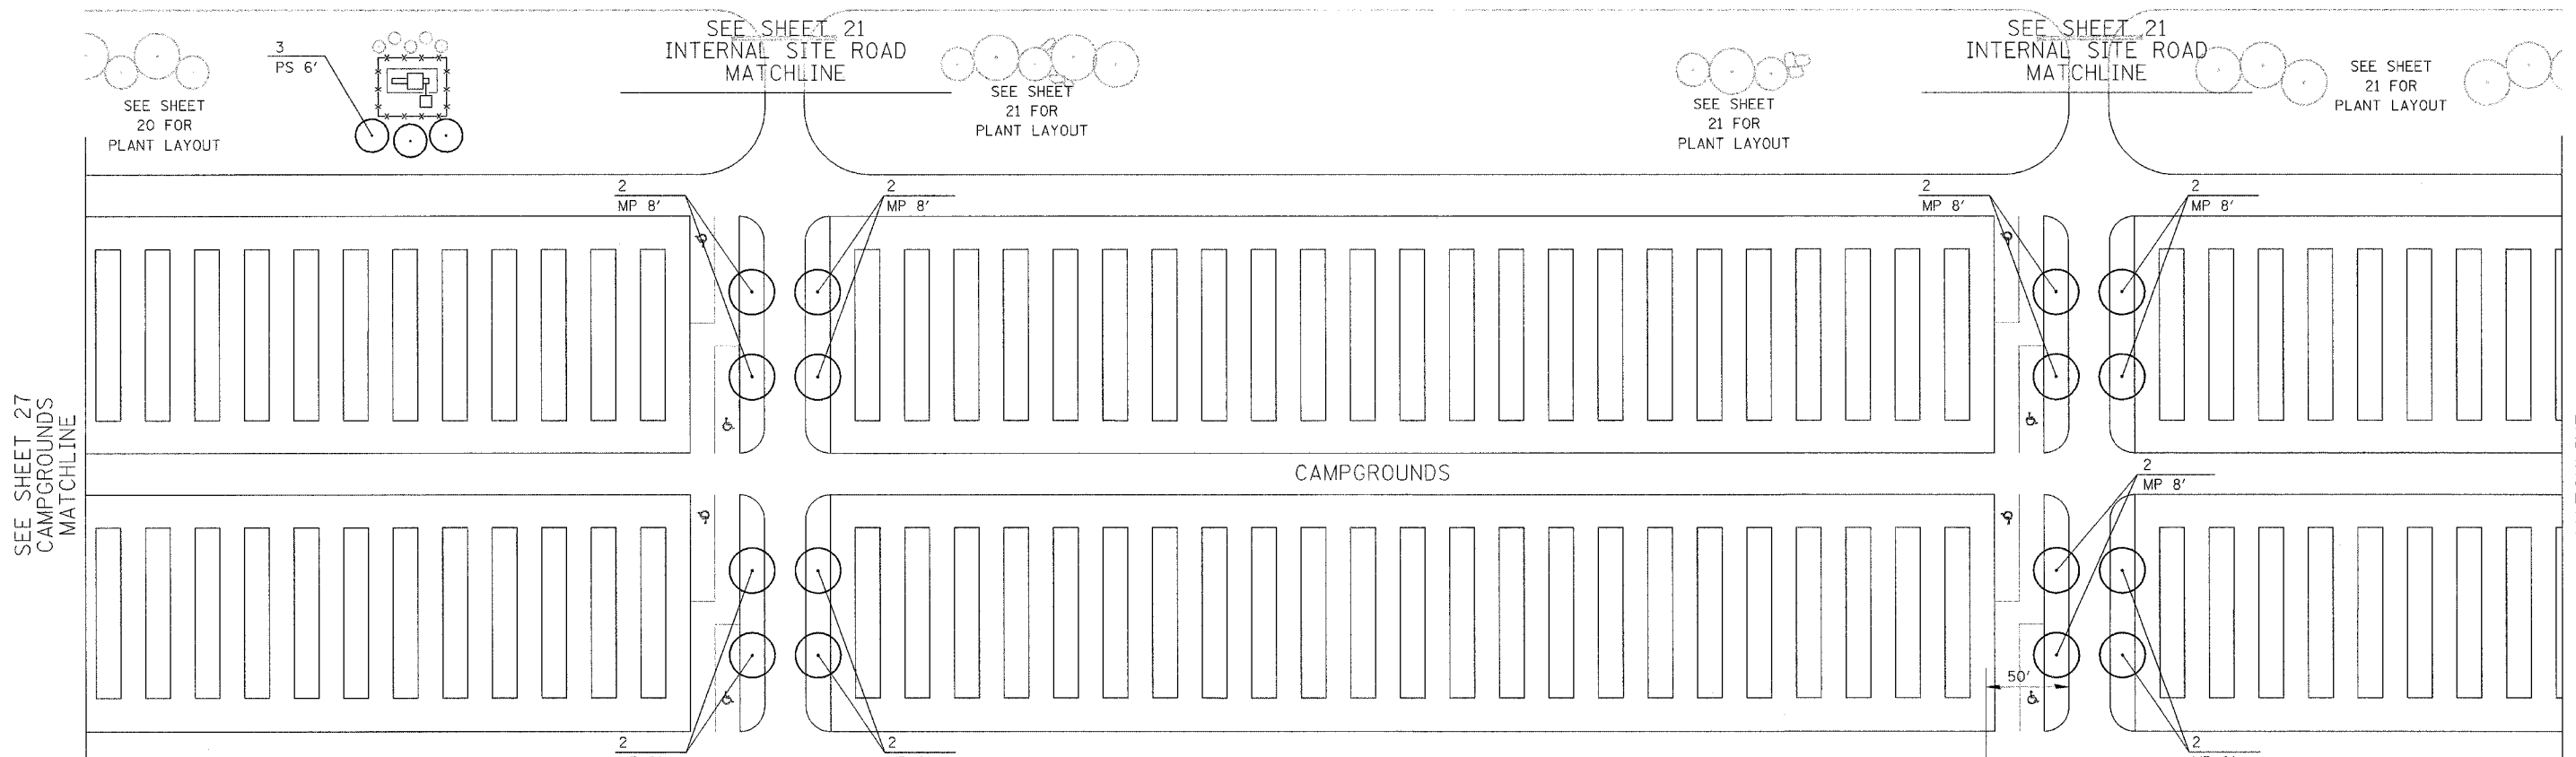 SEE SHEET 21
INTERNAL SITE ROAD
MATCHLINE
SEE SHEET 21
INTERNAL SITE ROAD
MATCHLINE
3
PS 6'
SEE SHEET
20 FOR
PLANT LAYOUT
SEE SHEET
21 FOR
PLANT LAYOUT
SEE SHEET
21 FOR
PLANT LAYOUT
SEE SHEET
21 FOR
PLANT LAYOUT
2
MP 8'
2
MP 8'
2
MP 8'
2
MP 8'
SEE SHEET 27
CAMPGROUNDS
MATCHLINE
CAMPGROUNDS
2
MP 8'
50'
2
2
2